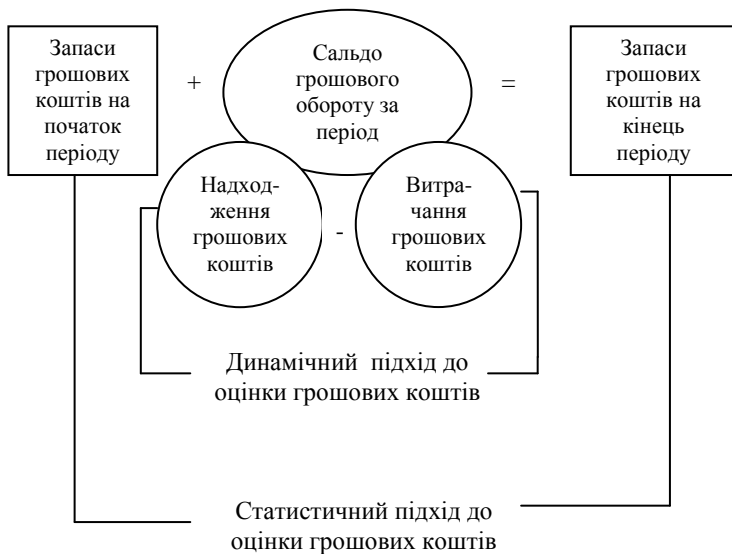 Запаси
грошових
коштів на
початок
періоду
+
Сальдо
грошового
обороту за
період
=
Запаси
грошових
коштів на
кінець
періоду
Надход-
ження
грошових
коштів
-
Витра-
чання
грошових
коштів
Динамічний підхід до
оцінки грошових коштів
Статистичний підхід до
оцінки грошових коштів